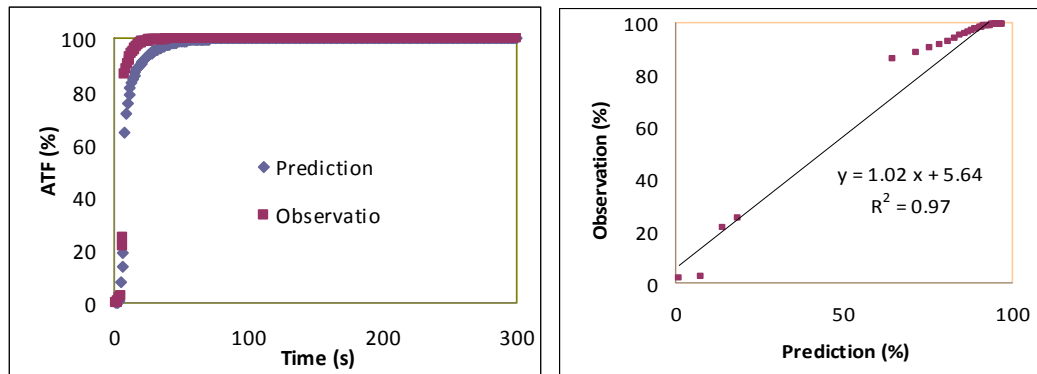 ATF (%)
100
80
60
40
20
0
Prediction
Observatio
0
100
200
300
Time (s)
Observation (%)
100
80
60
40
20
0
y = 1.02 x + 5.64
R² = 0.97
0
50
100
Prediction (%)